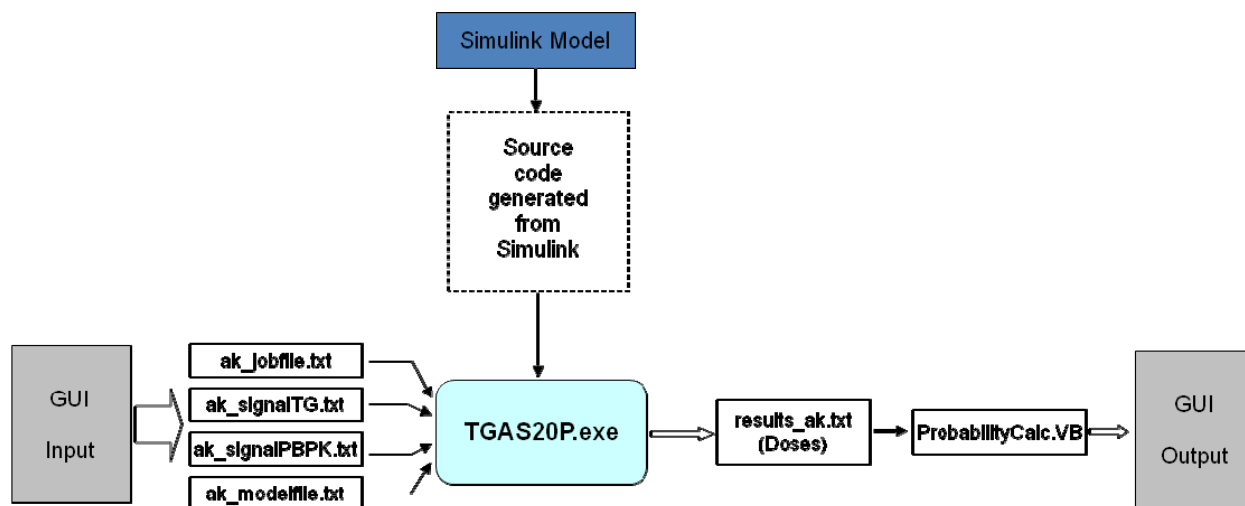 Simulink Model
Source
code
generated
from
Simulink
GUI
Input
ak_jobfile.txt
ak_signalTG.txt
ak_signalPBPK.txt
ak_modelfile.txt
TGAS20P.exe
results_ak.txt
(Doses)
ProbabilityCalc.VB
GUI
Output